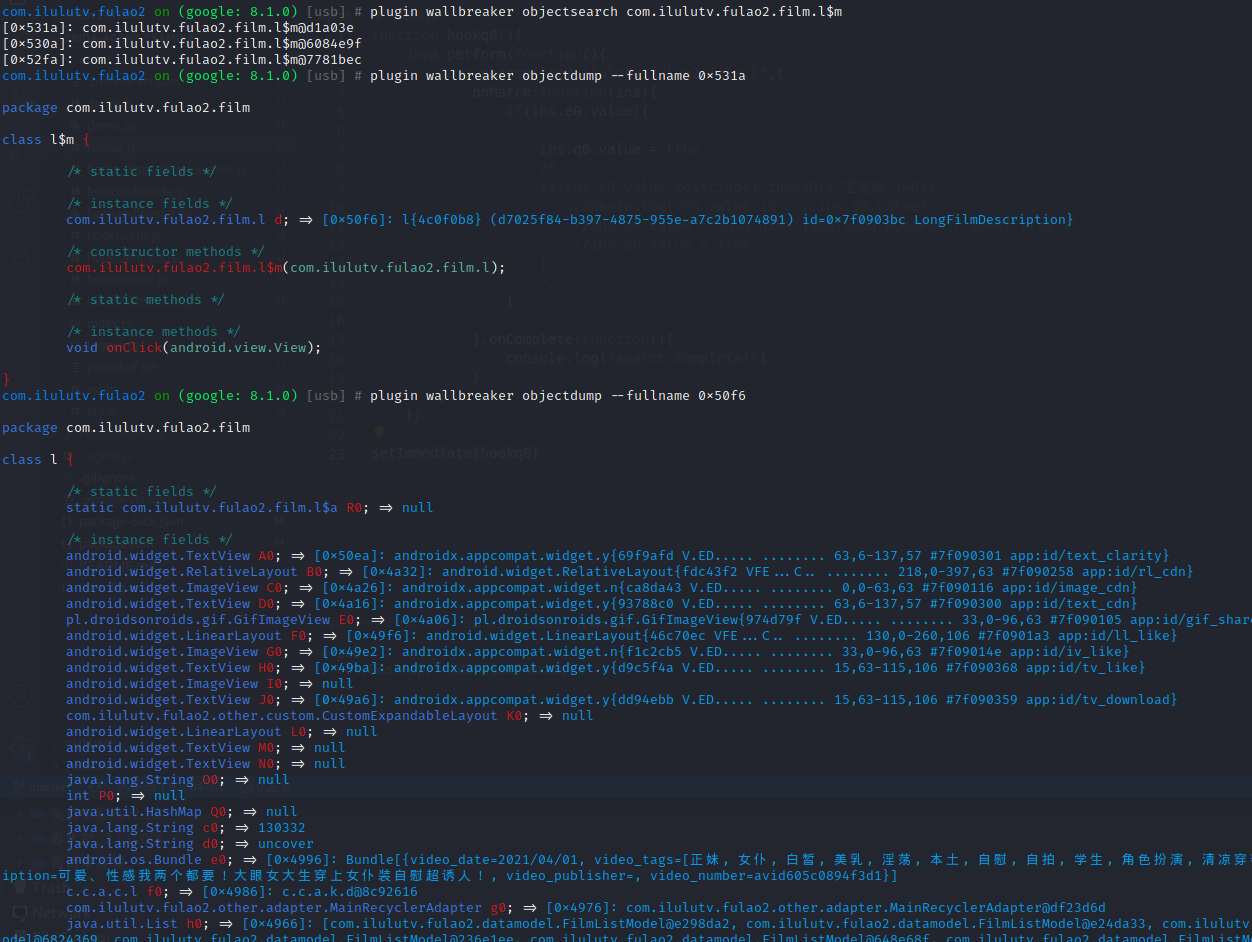 com.ilulutv.fulao2 on (google: 8.1.0) [usb] # plugin wallbreaker objectsearch com.ilulutv.fulao2.film.l$m
[0×531a]: com.ilulutv.fulao2.film.l$m@d1a03e
[0×530a]: com.ilulutv.fulao2.film.l$m@6084e9f
[0×52fa]: com.ilulutv.fulao2.film.l$m@7781bec
com.ilulutv.fulao2 on (google: 8.1.0) [usb] # plugin wallbreaker objectdump --fullname 0×531a
package com.ilulutv.fulao2.film
class l$m {
/* static fields */
/* instance fields */
com.ilulutv.fulao2.film.l d; => [0×50f6]: l{4c0f0b8} (d7025f84-b397-4875-955e-a7c2b1074891) id=0×7f0903bc LongFilmDescription}
/* constructor methods */
com.ilulutv.fulao2.film.l$m(com.ilulutv.fulao2.film.l);
/* static methods */
/* instance methods */
void onClick(android.view.View);
}
com.ilulutv.fulao2 on (google: 8.1.0) [usb] # plugin wallbreaker objectdump --fullname 0×50f6
package com.ilulutv.fulao2.film
class l {
/* static fields */
static com.ilulutv.fulao2.film.l$a R0; => null
/* instance fields */
android.widget.TextView A0; => [0×50ea]: androidx.appcompat.widget.y{69f9afd V.ED..... ........ 63,6-137,57 #7f090301 app:id/text_clarity}
android.widget.RelativeLayout B0; => [0×4a32]: android.widget.RelativeLayout{fdc43f2 VFE...C.. ........ 218,0-397,63 #7f090258 app:id/rl_cdn}
android.widget.ImageView C0; => [0×4a26]: androidx.appcompat.widget.n{ca8da43 V.ED..... ........ 0,0-63,63 #7f090116 app:id/image_cdn}
android.widget.TextView D0; => [0×4a16]: androidx.appcompat.widget.y{93788c0 V.ED..... ........ 63,6-137,57 #7f090300 app:id/text_cdn}
pl.droidsonroids.gif.GifImageView E0; => [0×4a06]: pl.droidsonroids.gif.GifImageView{974d79f V.ED..... ........ 33,0-96,63 #7f090105 app:id/gif_share
android.widget.LinearLayout F0; => [0×49f6]: android.widget.LinearLayout{46c70ec VFE...C.. ........ 130,0-260,106 #7f0901a3 app:id/ll_like}
android.widget.ImageView G0; => [0×49e2]: androidx.appcompat.widget.n{f1c2cb5 V.ED..... ........ 33,0-96,63 #7f09014e app:id/iv_like}
android.widget.TextView H0; => [0×49ba]: androidx.appcompat.widget.y{d9c5f4a V.ED..... ........ 15,63-115,106 #7f090368 app:id/tv_like}
android.widget.ImageView I0; => null
android.widget.TextView J0; => [0×49a6]: androidx.appcompat.widget.y{dd94ebb V.ED..... ........ 15,63-115,106 #7f090359 app:id/tv_download}
com.ilulutv.fulao2.other.custom.CustomExpandableLayout K0; => null
android.widget.LinearLayout L0; => null
android.widget.TextView M0; => null
android.widget.TextView N0; => null
java.lang.String O0; => null
int P0; => null
java.util.HashMap Q0; => null
java.lang.String c0; => 130332
java.lang.String d0; => uncover
android.os.Bundle e0; => [0×4996]: Bundle[{video_date=2021/04/01, video_tags=[正妹, 女仆, 白皙, 美乳, 淫荡, 本土, 自慰, 自拍, 学生, 角色扮演, 清凉穿
iption=可爱、性感我两个都要！大眼女大生穿上女仆装自慰超诱人！, video_publisher=, video_number=avid605c0894f3d1}]
c.c.a.c.l f0; => [0×4986]: c.c.a.k.d@8c92616
com.ilulutv.fulao2.other.adapter.MainRecyclerAdapter g0; => [0×4976]: com.ilulutv.fulao2.other.adapter.MainRecyclerAdapter@df23d6d
java.util.List h0; => [0×4966]: [com.ilulutv.fulao2.datamodel.FilmListModel@e298da2, com.ilulutv.fulao2.datamodel.FilmListModel@e24da33, com.ilulut
odel@6824369, com.ilulutv.fulao2.datamodel.FilmListModel@236e1ee, com.ilulutv.fulao2.datamodel.FilmListModel@648e68f, com.ilulutv.fulao2.datamodel.FilmListM